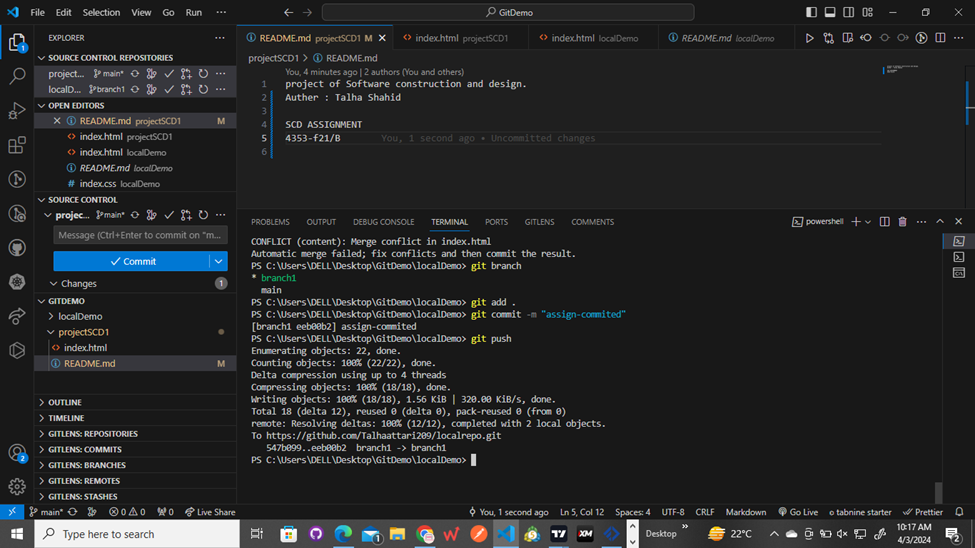 File Edit Selection View Go Run ···
GitDemo
EXPLORER
SOURCE CONTROL REPOSITORIES
project... main*
localD... branch1
OPEN EDITORS
README.md projectSCD1 M
index.html projectSCD1
index.html localDemo
README.md localDemo
# index.css localDemo
SOURCE CONTROL
projec... main*
Message (Ctrl+Enter to commit on "m...
Commit
Changes 1
GITDEMO
localDemo
projectSCD1
index.html
README.md M
OUTLINE
TIMELINE
GITLENS: REPOSITORIES
GITLENS: COMMITS
GITLENS: BRANCHES
GITLENS: REMOTES
GITLENS: STASHES
README.md projectSCD1 M
index.html projectSCD1
index.html localDemo
README.md localDemo
projectSCD1 > README.md
You, 4 minutes ago | 2 authors (You and others)
1 project of Software construction and design.
2 Auther : Talha Shahid
3
4 SCD ASSIGNMENT
5 4353-f21/B You, 1 second ago • Uncommitted changes
6
PROBLEMS OUTPUT DEBUG CONSOLE TERMINAL PORTS GITLENS COMMENTS
powershell
CONFLICT (content): Merge conflict in index.html
Automatic merge failed; fix conflicts and then commit the result.
PS C:\Users\DELL\Desktop\GitDemo\localDemo> git branch
* branch1
main
PS C:\Users\DELL\Desktop\GitDemo\localDemo> git add .
PS C:\Users\DELL\Desktop\GitDemo\localDemo> git commit -m "assign-commited"
[branch1 eeb00b2] assign-commited
PS C:\Users\DELL\Desktop\GitDemo\localDemo> git push
Enumerating objects: 22, done.
Counting objects: 100% (22/22), done.
Delta compression using up to 4 threads
Compressing objects: 100% (18/18), done.
Writing objects: 100% (18/18), 1.56 KiB | 320.00 KiB/s, done.
Total 18 (delta 12), reused 0 (delta 0), pack-reused 0 (from 0)
remote: Resolving deltas: 100% (12/12), completed with 2 local objects.
To https://github.com/Talhaattari209/localrepo.git
547b099..eeb00b2 branch1 -> branch1
PS C:\Users\DELL\Desktop\GitDemo\localDemo>
1
2
main* 0 0 0 Live Share You, 1 second ago Ln 5, Col 12 Spaces: 4 UTF-8 CRLF Markdown Go Live tabnine starter Prettier
Type here to search
Desktop
22°C
10:17 AM
4/3/2024
2